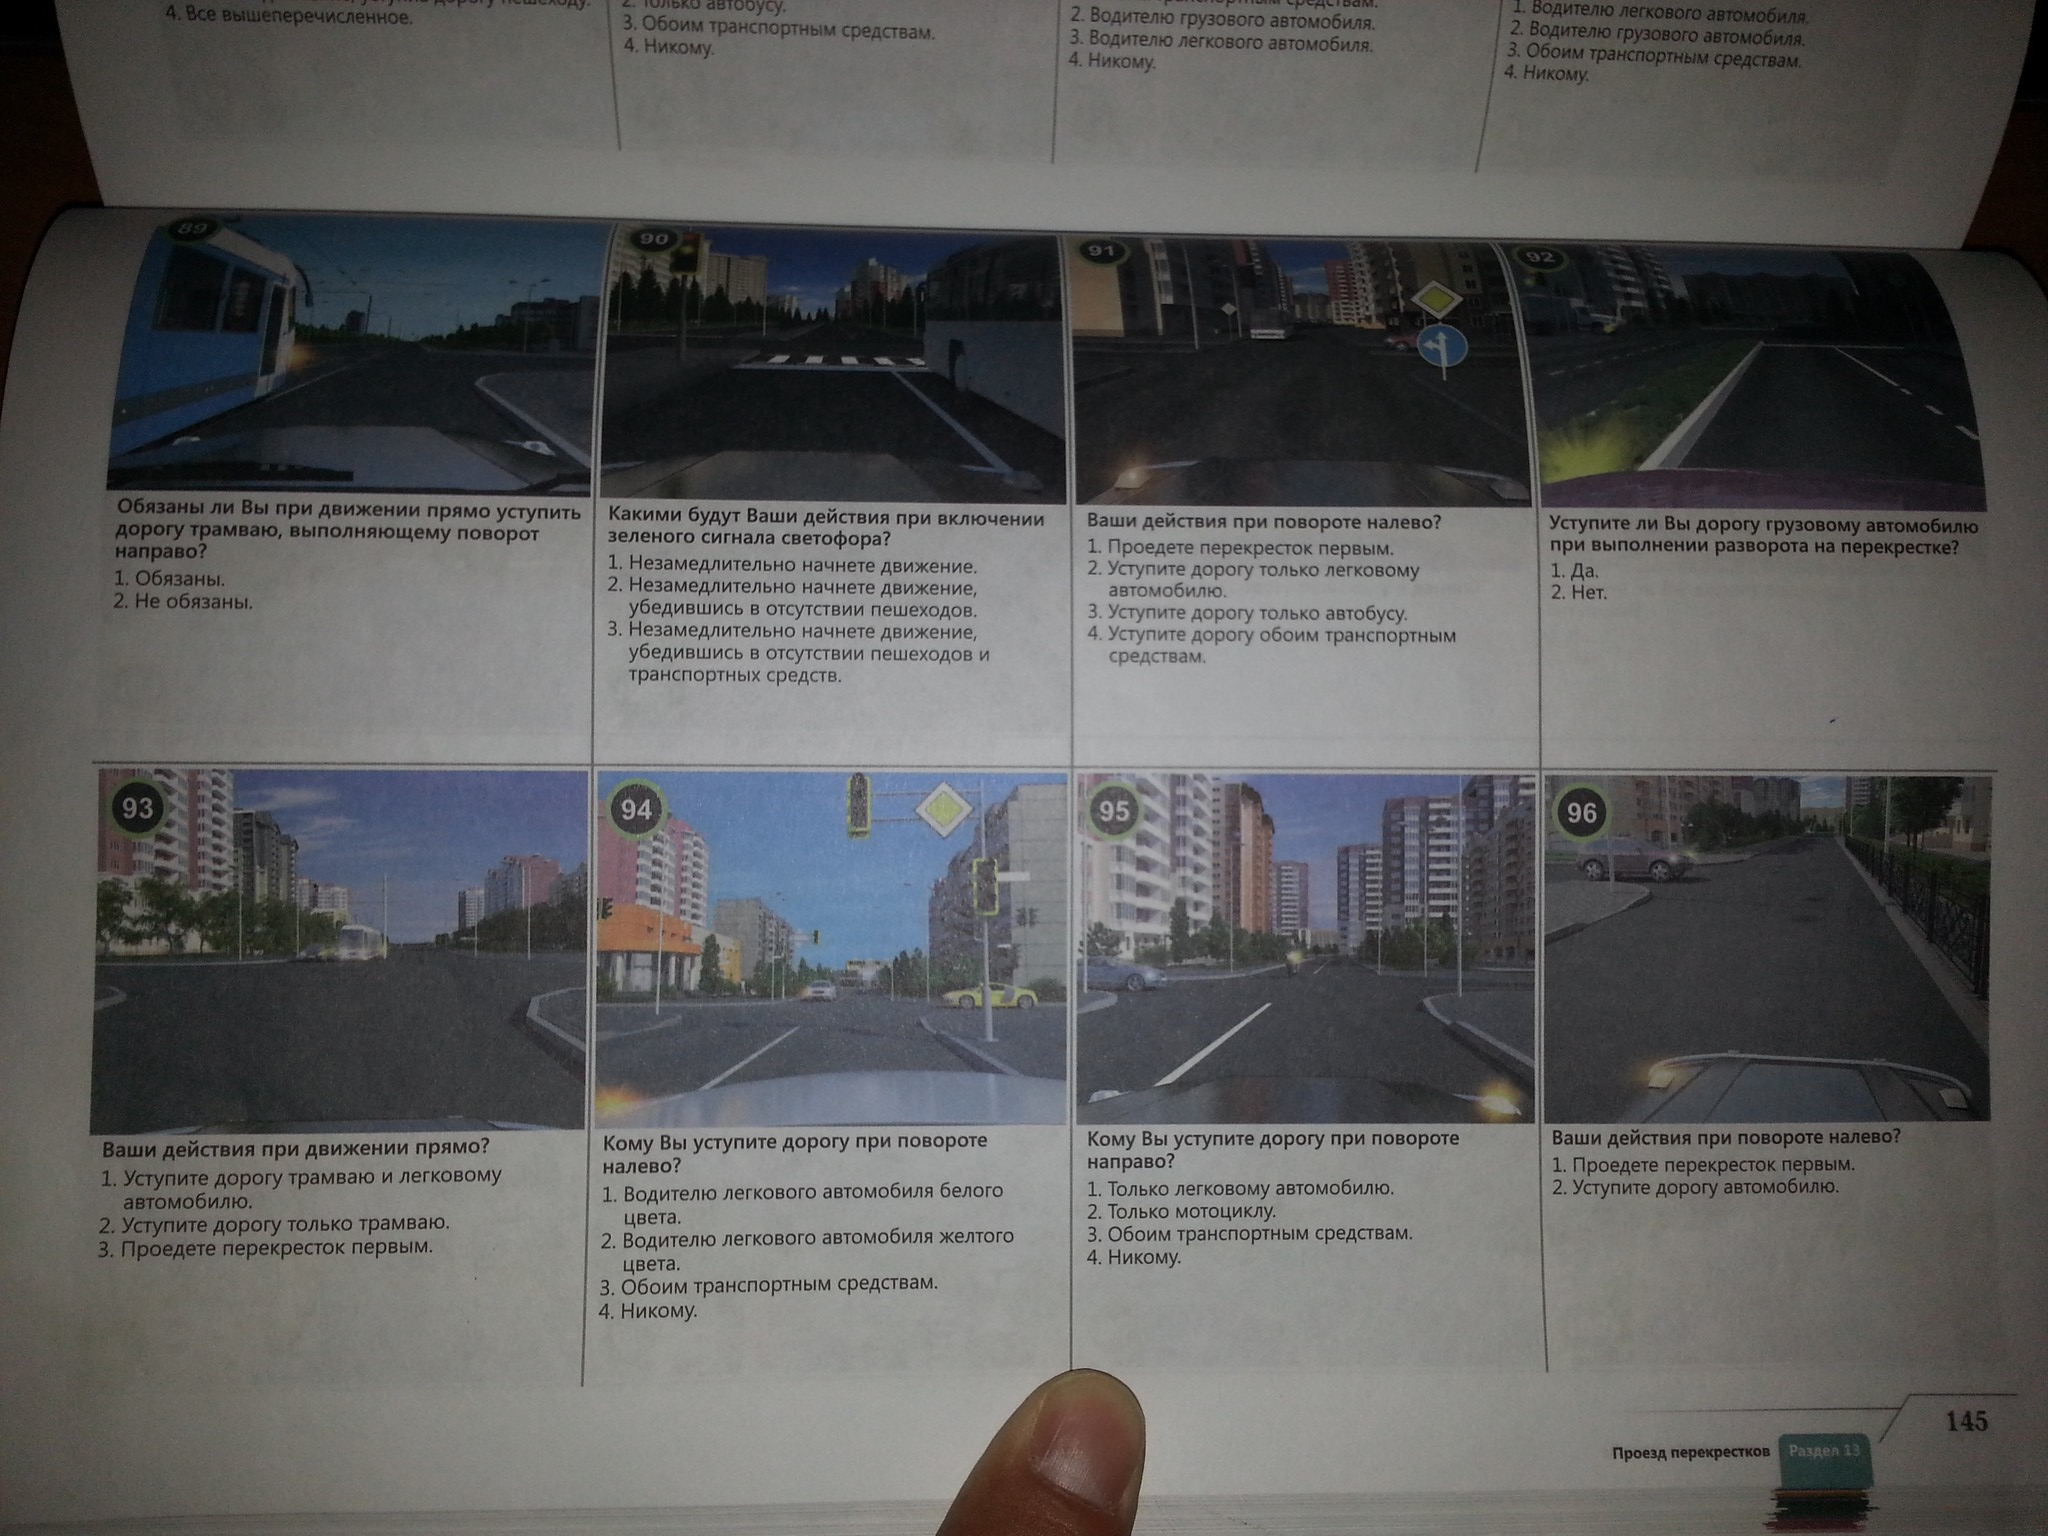 4. Все вышеперечисленное.
2. Только автобусу.
3. Обоим транспортным средствам.
4. Никому.
2. Водителю грузового автомобиля.
3. Водителю легкового автомобиля.
4. Никому.
1. Водителю легкового автомобиля.
2. Водителю грузового автомобиля.
3. Обоим транспортным средствам.
4. Никому.
89
Обязаны ли Вы при движении прямо уступить
дорогу трамваю, выполняющему поворот
направо?
1. Обязаны.
2. Не обязаны.
90
Какими будут Ваши действия при включении
зеленого сигнала светофора?
1. Незамедлительно начнете движение.
2. Незамедлительно начнете движение,
убедившись в отсутствии пешеходов.
3. Незамедлительно начнете движение,
убедившись в отсутствии пешеходов и
транспортных средств.
91
Ваши действия при повороте налево?
1. Проедете перекресток первым.
2. Уступите дорогу только легковому
автомобилю.
3. Уступите дорогу только автобусу.
4. Уступите дорогу обоим транспортным
средствам.
92
Уступите ли Вы дорогу грузовому автомобилю
при выполнении разворота на перекрестке?
1. Да.
2. Нет.
93
Ваши действия при движении прямо?
1. Уступите дорогу трамваю и легковому
автомобилю.
2. Уступите дорогу только трамваю.
3. Проедете перекресток первым.
94
Кому Вы уступите дорогу при повороте
налево?
1. Водителю легкового автомобиля белого
цвета.
2. Водителю легкового автомобиля желтого
цвета.
3. Обоим транспортным средствам.
4. Никому.
95
Кому Вы уступите дорогу при повороте
направо?
1. Только легковому автомобилю.
2. Только мотоциклу.
3. Обоим транспортным средствам.
4. Никому.
96
Ваши действия при повороте налево?
1. Проедете перекресток первым.
2. Уступите дорогу автомобилю.
145
Проезд перекрестков Раздел 13